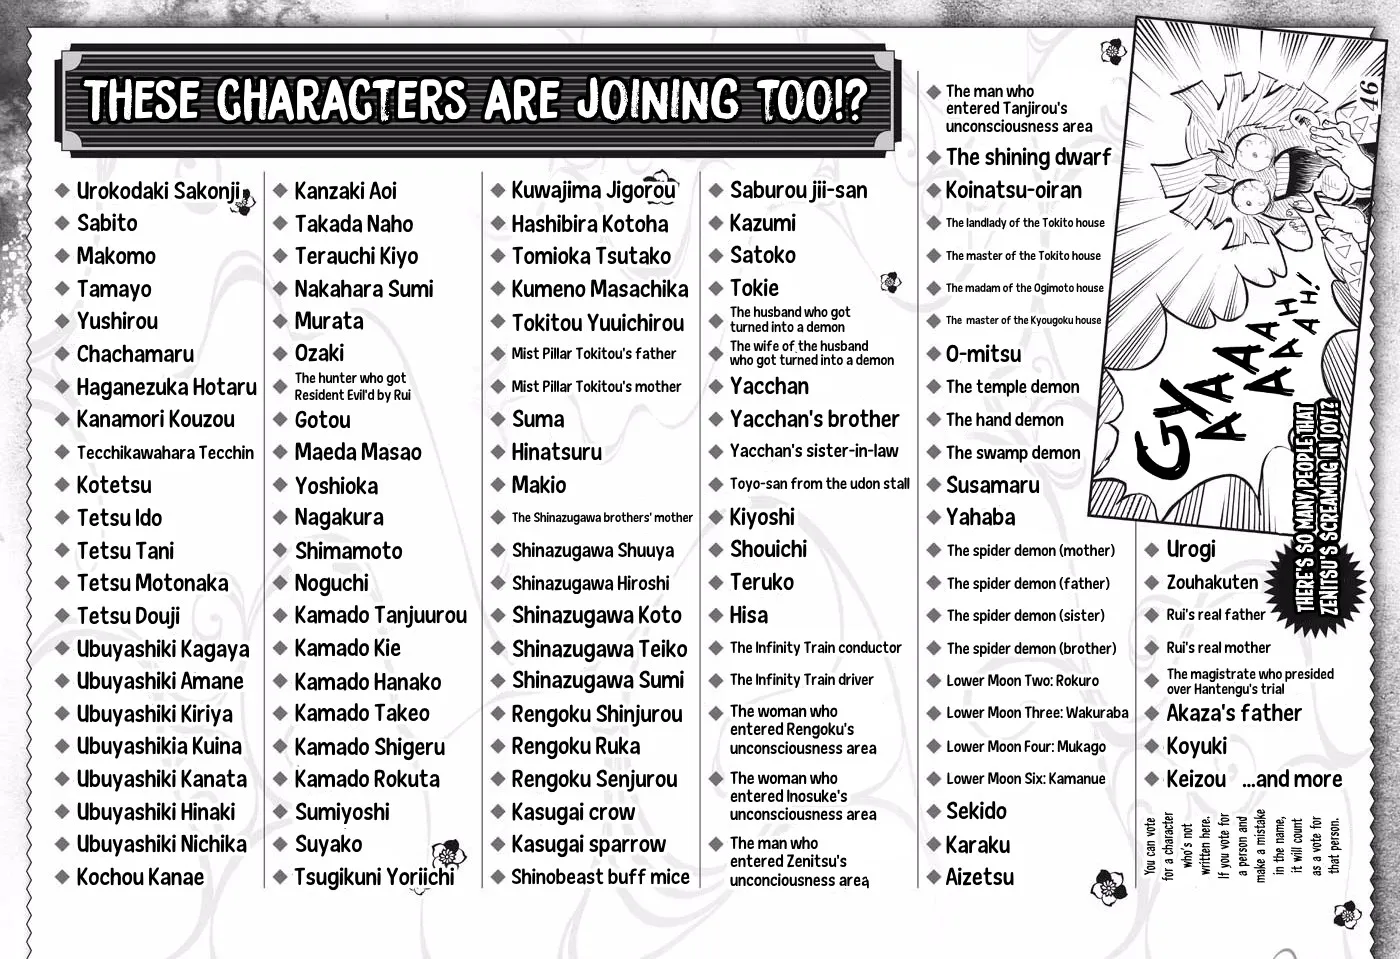 THESE CHARACTERS ARE JOINING TOO!?
Urokodaki Sakonji
Sabito
Makomo
Tamayo
Yushirou
Chachamaru
Haganezuka Hotaru
Kanamori Kouzou
Tecchikawahara Tecchin
Kotetsu
Tetsu Ido
Tetsu Tani
Tetsu Motonaka
Tetsu Douji
Ubuyashiki Kagaya
Ubuyashiki Amane
Ubuyashiki Kiriya
Ubuyashikia Kuina
Ubuyashiki Kanata
Ubuyashiki Hinaki
Ubuyashiki Nichika
Kochou Kanae
Kanzaki Aoi
Takada Naho
Terauchi Kiyo
Nakahara Sumi
Murata
Ozaki
The hunter who got
Resident Evil'd by Rui
Gotou
Maeda Masao
Yoshioka
Nagakura
Shimamoto
Noguchi
Kamado Tanjuurou
Kamado Kie
Kamado Hanako
Kamado Takeo
Kamado Shigeru
Kamado Rokuta
Sumiyoshi
Suyako
Tsugikuni Yoriichi
Kuwajima Jigorou
Hashibira Kotoha
Tomioka Tsutako
Kumeno Masachika
Tokitou Yuuichirou
Mist Pillar Tokitou's father
Mist Pillar Tokitou's mother
Suma
Hinatsuru
Makio
The Shinazugawa brothers' mother
Shinazugawa Shuuya
Shinazugawa Hiroshi
Shinazugawa Koto
Shinazugawa Teiko
Shinazugawa Sumi
Rengoku Shinjurou
Rengoku Ruka
Rengoku Senjurou
Kasugai crow
Kasugai sparrow
Shinobeast buff mice
Saburou jii-san
Kazumi
Satoko
Tokie
The husband who got
turned into a demon
The wife of the husband
who got turned into a demon
Yacchan
Yacchan's brother
Yacchan's sister-in-law
Toyo-san from the udon stall
Kiyoshi
Shouichi
Teruko
Hisa
The Infinity Train conductor
The Infinity Train driver
The woman who
entered Rengoku's
unconsciousness area
The woman who
entered Inosuke's
unconsciousness area
The man who
entered Zenitsu's
unconciousness area
The man who
entered Tanjirou's
unconsciousness area
The shining dwarf
Koinatsu-oiran
The landlady of the Tokito house
The master of the Tokito house
The madam of the Ogimoto house
The master of the Kyougoku house
O-mitsu
The temple demon
The hand demon
The swamp demon
Susamaru
Yahaba
The spider demon (mother)
The spider demon (father)
The spider demon (sister)
The spider demon (brother)
Lower Moon Two: Rokuro
Lower Moon Three: Wakuraba
Lower Moon Four: Mukago
Lower Moon Six: Kamanue
Sekido
Karaku
Aizetsu
Urogi
Zouhakuten
Rui's real father
Rui's real mother
The magistrate who presided
over Hantengu's trial
Akaza's father
Koyuki
Keizou ...and more
You can vote
for a character
who's not
written here.
If you vote for
a person and
make a mistake
in the name,
it will count
as a vote for
that person.
46
GYAAAA
AAAAH!
THERE'S SO MANY PEOPLE THAT
ZENITSU'S SCREAMING IN JOY!?